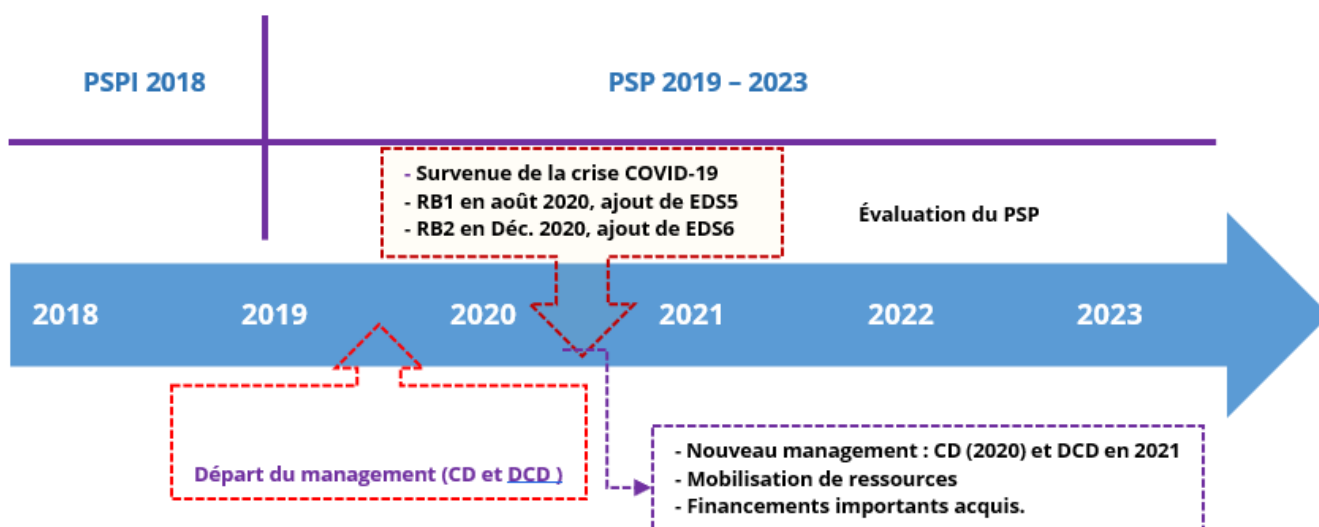 PSPI 2018
PSP 2019 – 2023
- Survenue de la crise COVID-19
- RB1 en août 2020, ajout de EDS5
- RB2 en Déc. 2020, ajout de EDS6
Évaluation du PSP
2018 2019 2020 2021 2022 2023
Départ du management (CD et DCD )
- Nouveau management : CD (2020) et DCD en 2021
- Mobilisation de ressources
- Financements importants acquis.